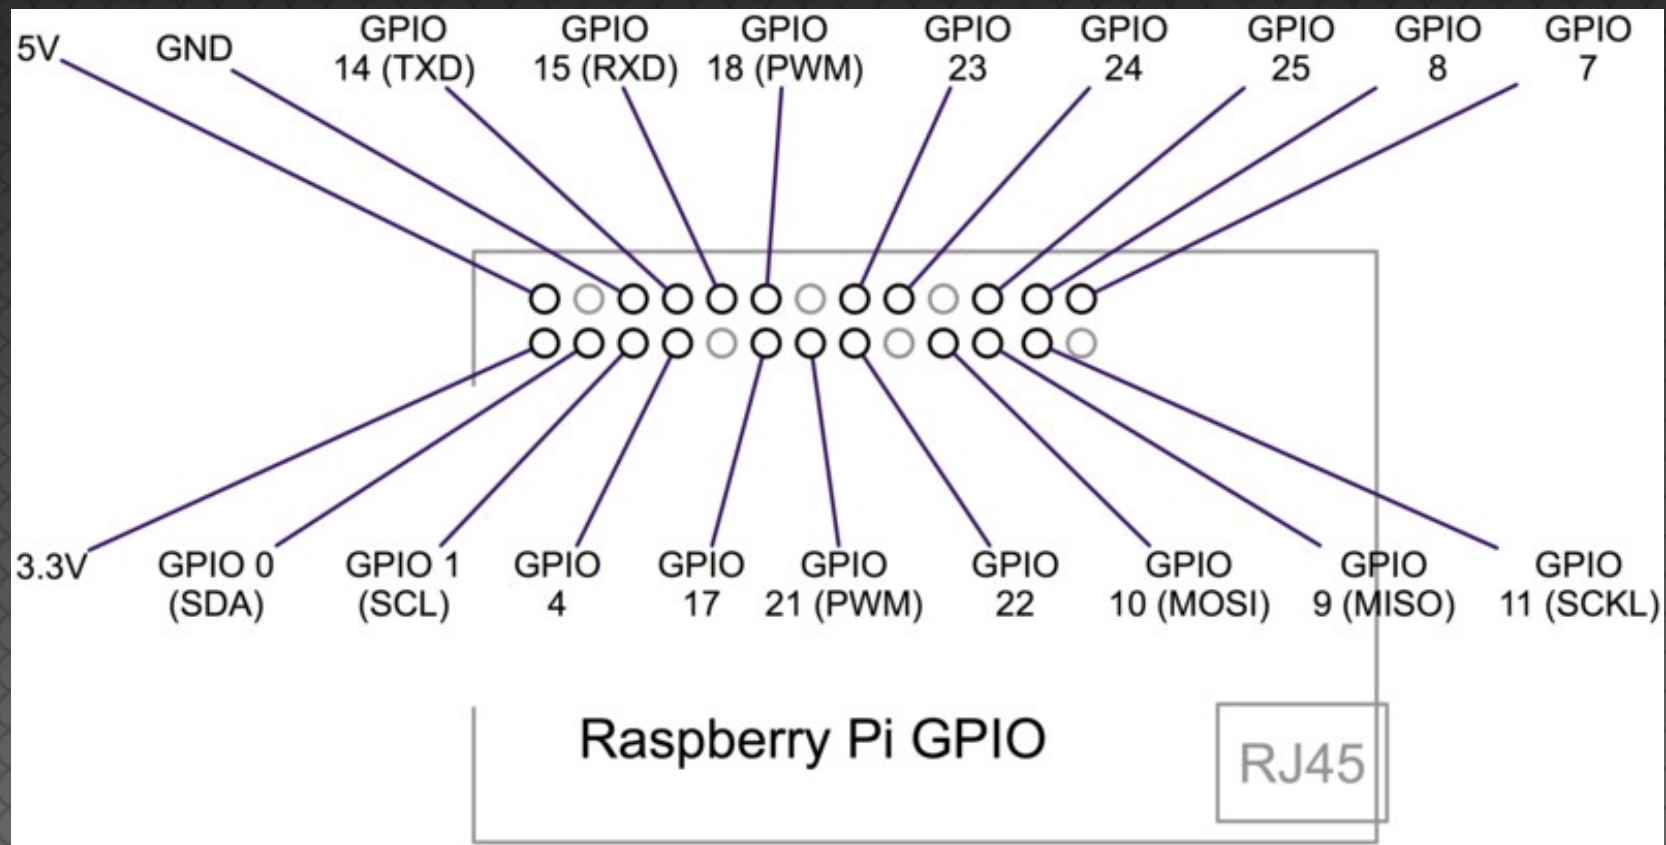 5V
GND
GPIO
14 (TXD)
GPIO
15 (RXD)
GPIO
18 (PWM)
GPIO
23
GPIO
24
GPIO
25
GPIO
8
GPIO
7
3.3V
GPIO 0
(SDA)
GPIO 1
(SCL)
GPIO
4
GPIO
17
GPIO
21 (PWM)
GPIO
22
GPIO
10 (MOSI)
GPIO
9 (MISO)
GPIO
11 (SCKL)
Raspberry Pi GPIO
RJ45